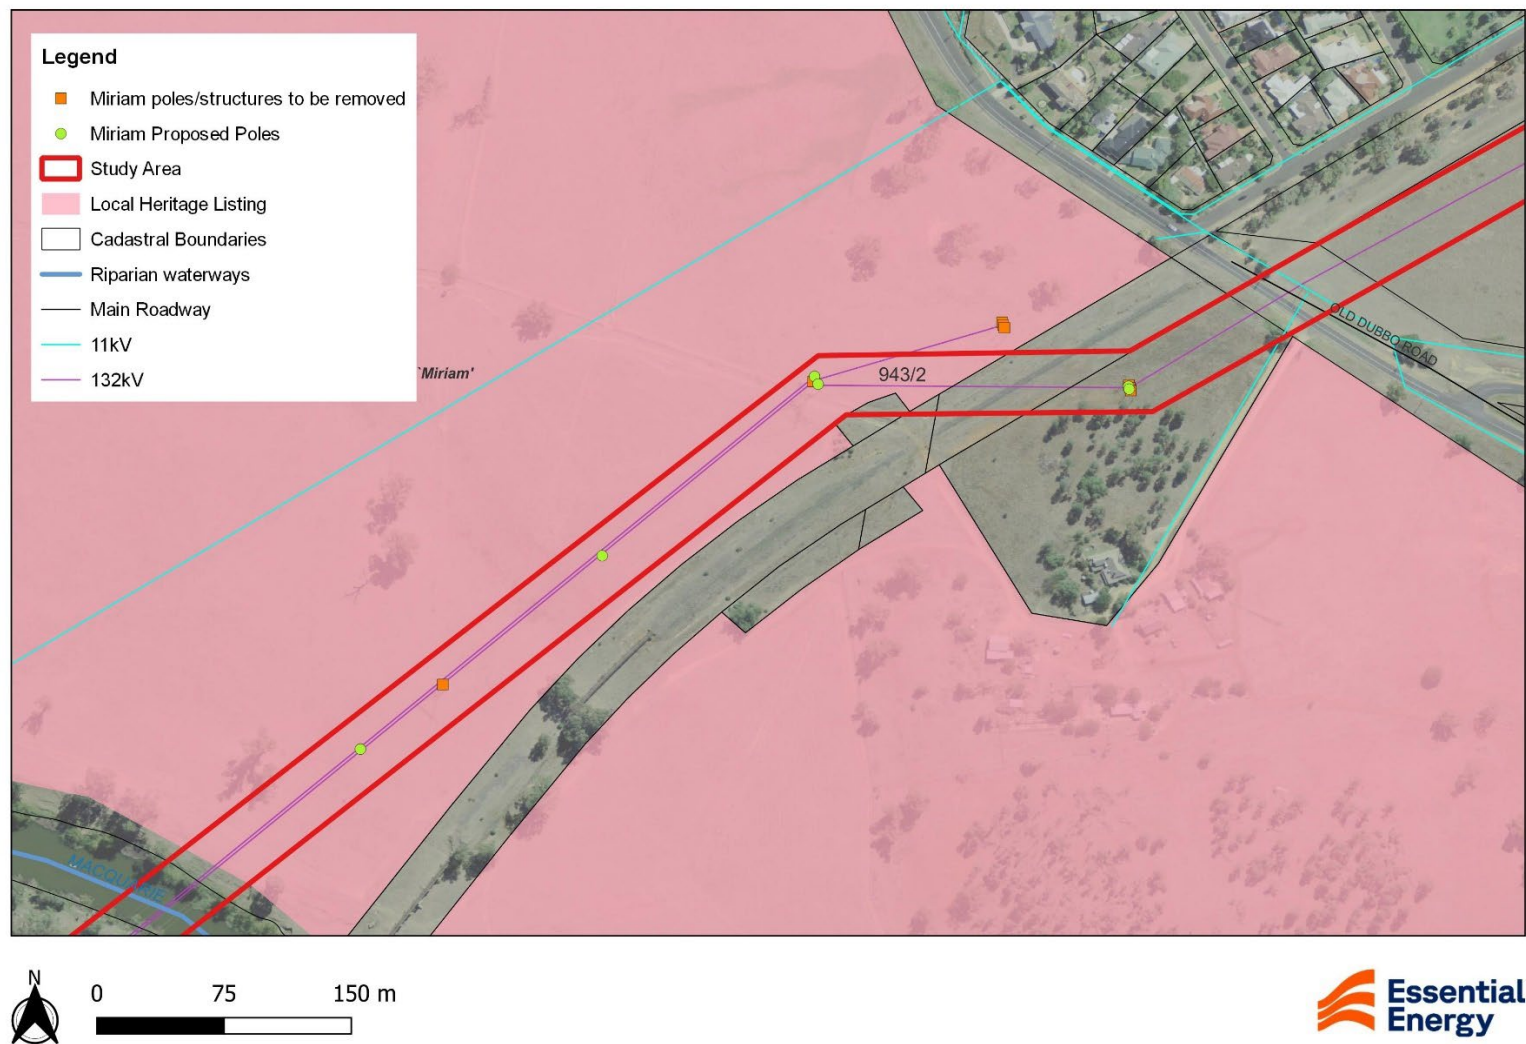 Legend
Miriam poles/structures to be removed
Miriam Proposed Poles
Study Area
Local Heritage Listing
Cadastral Boundaries
Riparian waterways
Main Roadway
11kV
132kV
`Miriam'
943/2
OLD DUBBO ROAD
MACQUARIE
N
0 75 150 m
Essential
Energy